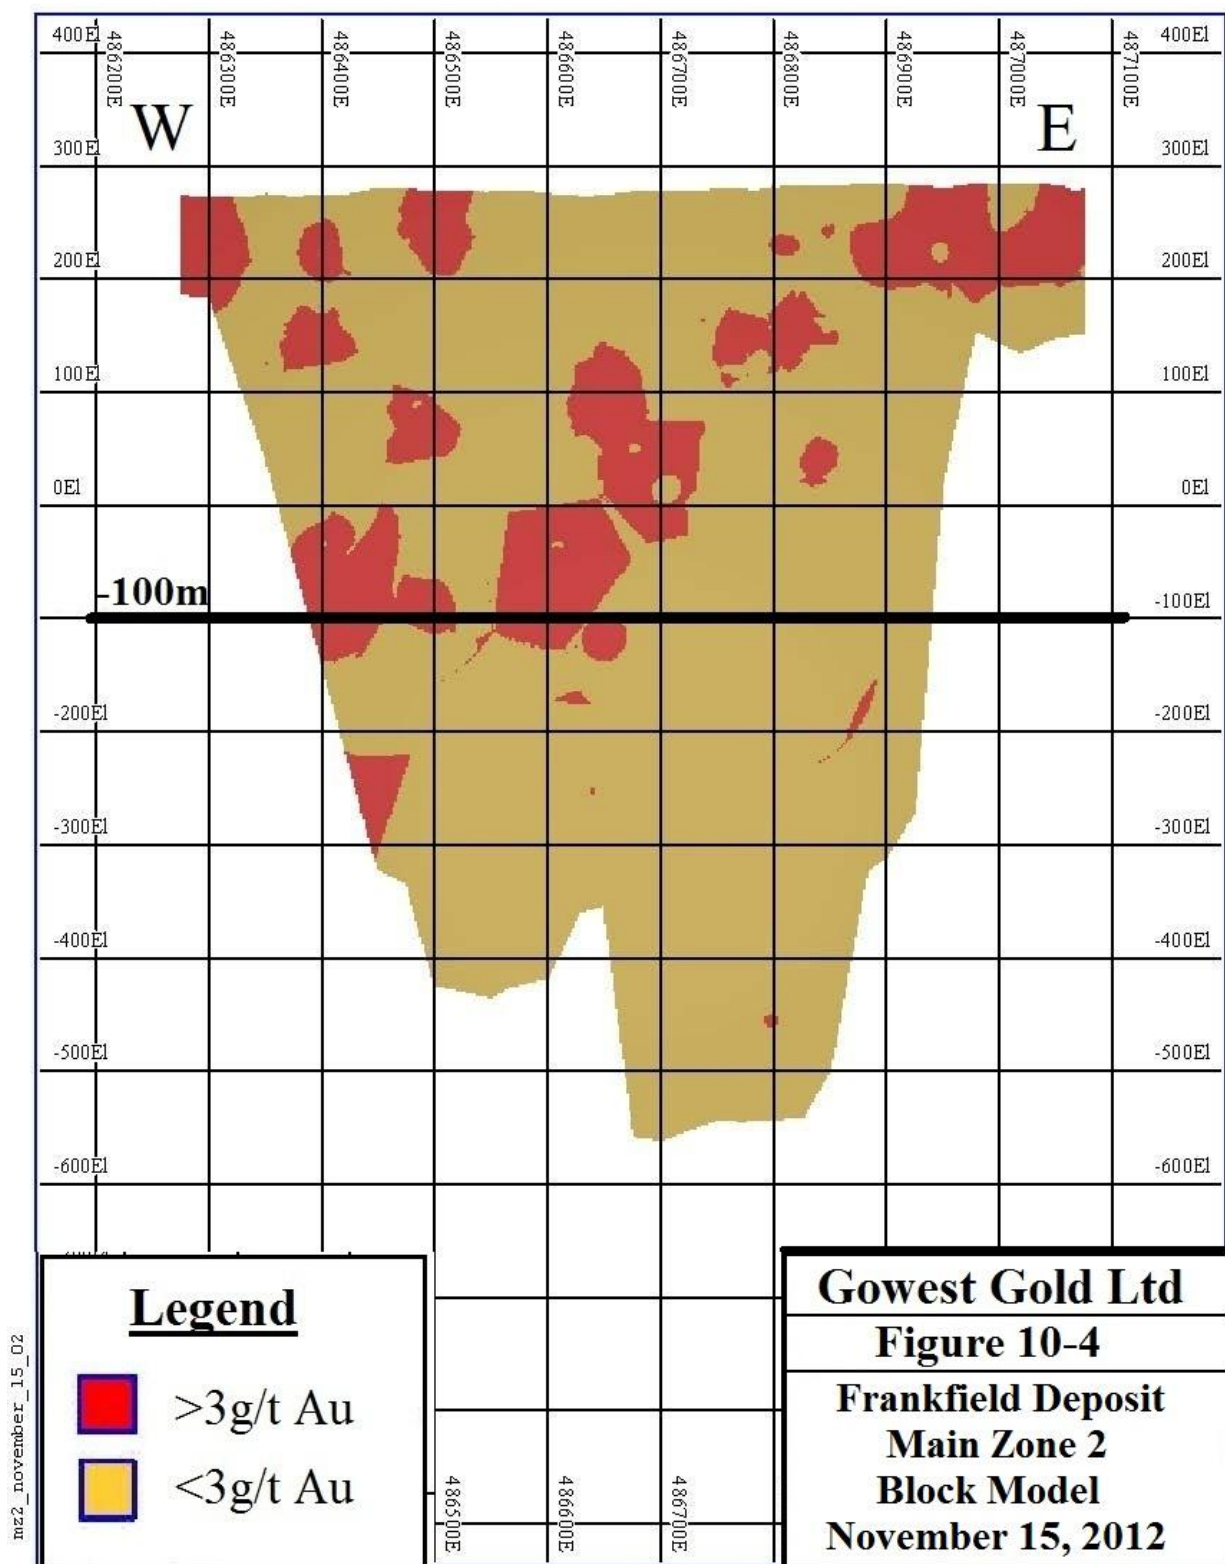 400El 486200E 486300E 486400E 486500E 486600E 486700E 486800E 486900E 487000E 487100E 400El
W E
300El 300El
200El 200El
100El 100El
0El 0El
-100m -100El
-200El -200El
-300El -300El
-400El -400El
-500El -500El
-600El -600El
Legend
>3g/t Au
<3g/t Au
486500E 486600E 486700E
Gowest Gold Ltd
Figure 10-4
Frankfield Deposit
Main Zone 2
Block Model
November 15, 2012
mz2_november_15_02